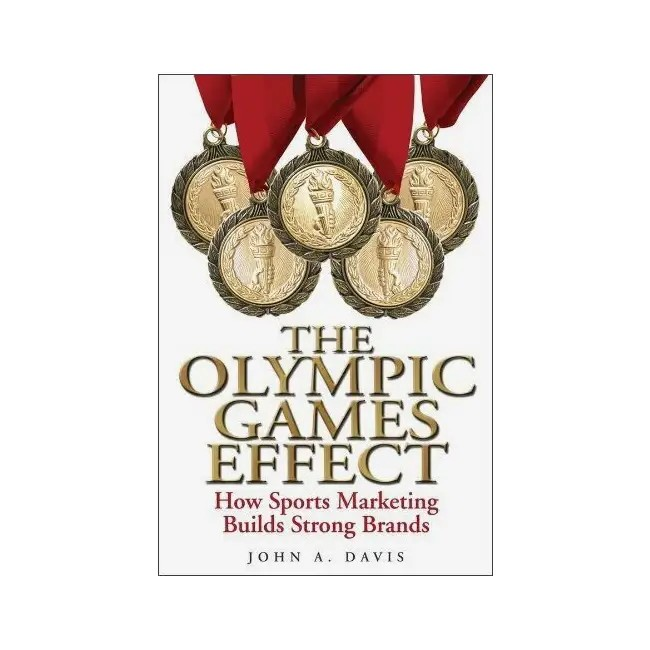 THE
OLYMPIC
GAMES
EFFECT
How Sports Marketing
Builds Strong Brands
JOHN A. DAVIS